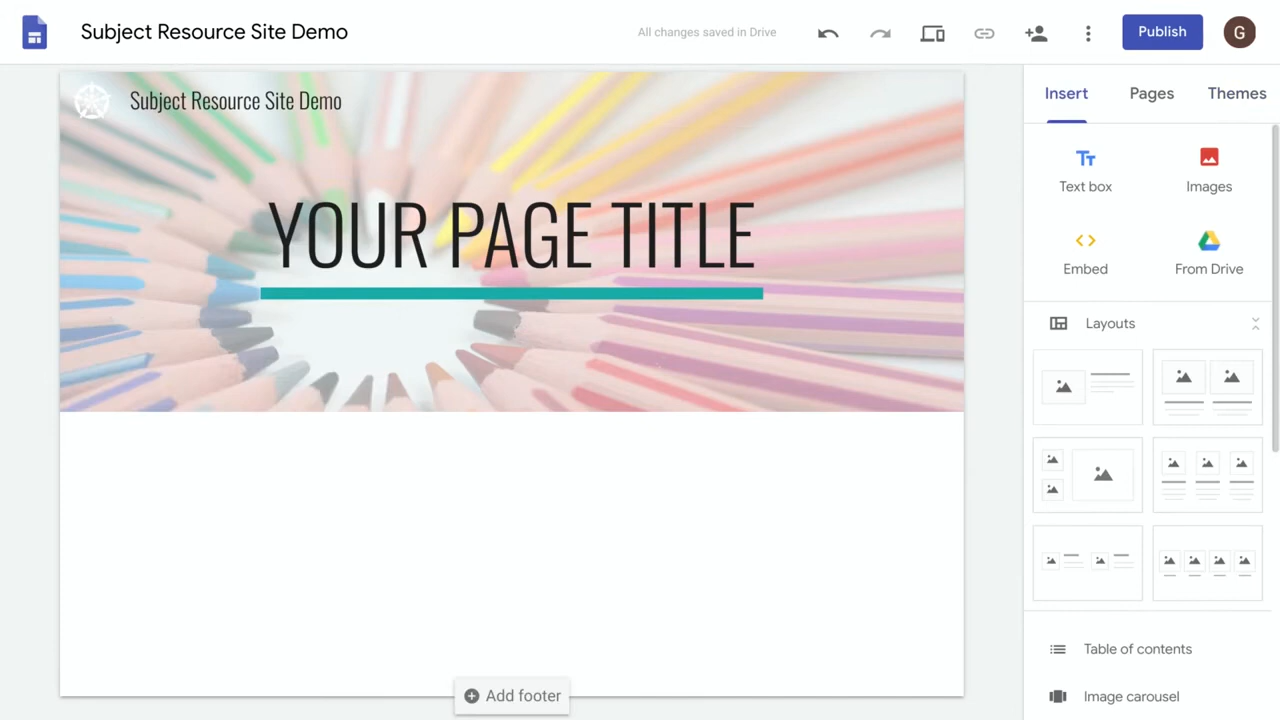 Subject Resource Site Demo
All changes saved in Drive
Publish
G
Subject Resource Site Demo
YOUR PAGE TITLE
Add footer
Insert
Pages
Themes
Tt
Text box
Images
Embed
From Drive
Layouts
Table of contents
Image carousel